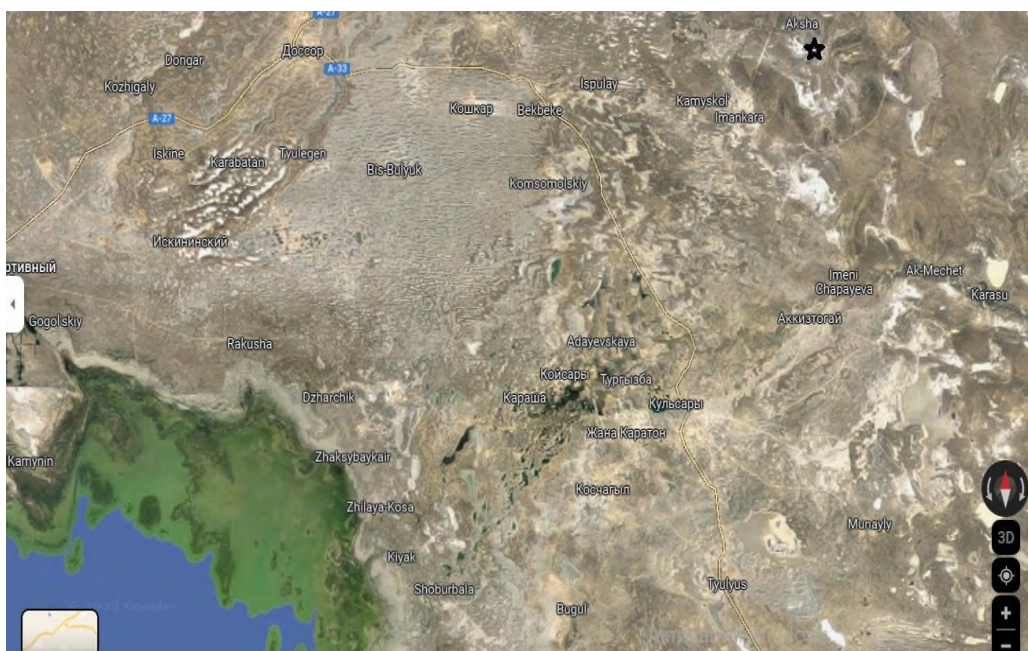 A-27
Aksha
Доссор
Dongar
A-33
Kozhigaly
Ispulay
Kamyskol'
Кошкар
Bekbeke
Imankara
A-27
Iskine
Karabatan
Tyulegen
Bis-Bulyuk
Komsomolskiy
Искининский
ртивный
Imeni
Chapayeva
Ak-Mechet
Karasu
Gogol'skiy
Аккизтогай
Rakusha
Adayevskaya
Койсары
Тургызба
Dzharchik
Караша
Кульсары
Жана Каратон
Zhaksybaykair
Kamynin
Косчагыл
Zhilaya-Kosa
Munayly
3D
Kiyak
Shoburbala
Tyulyus
Bugul'